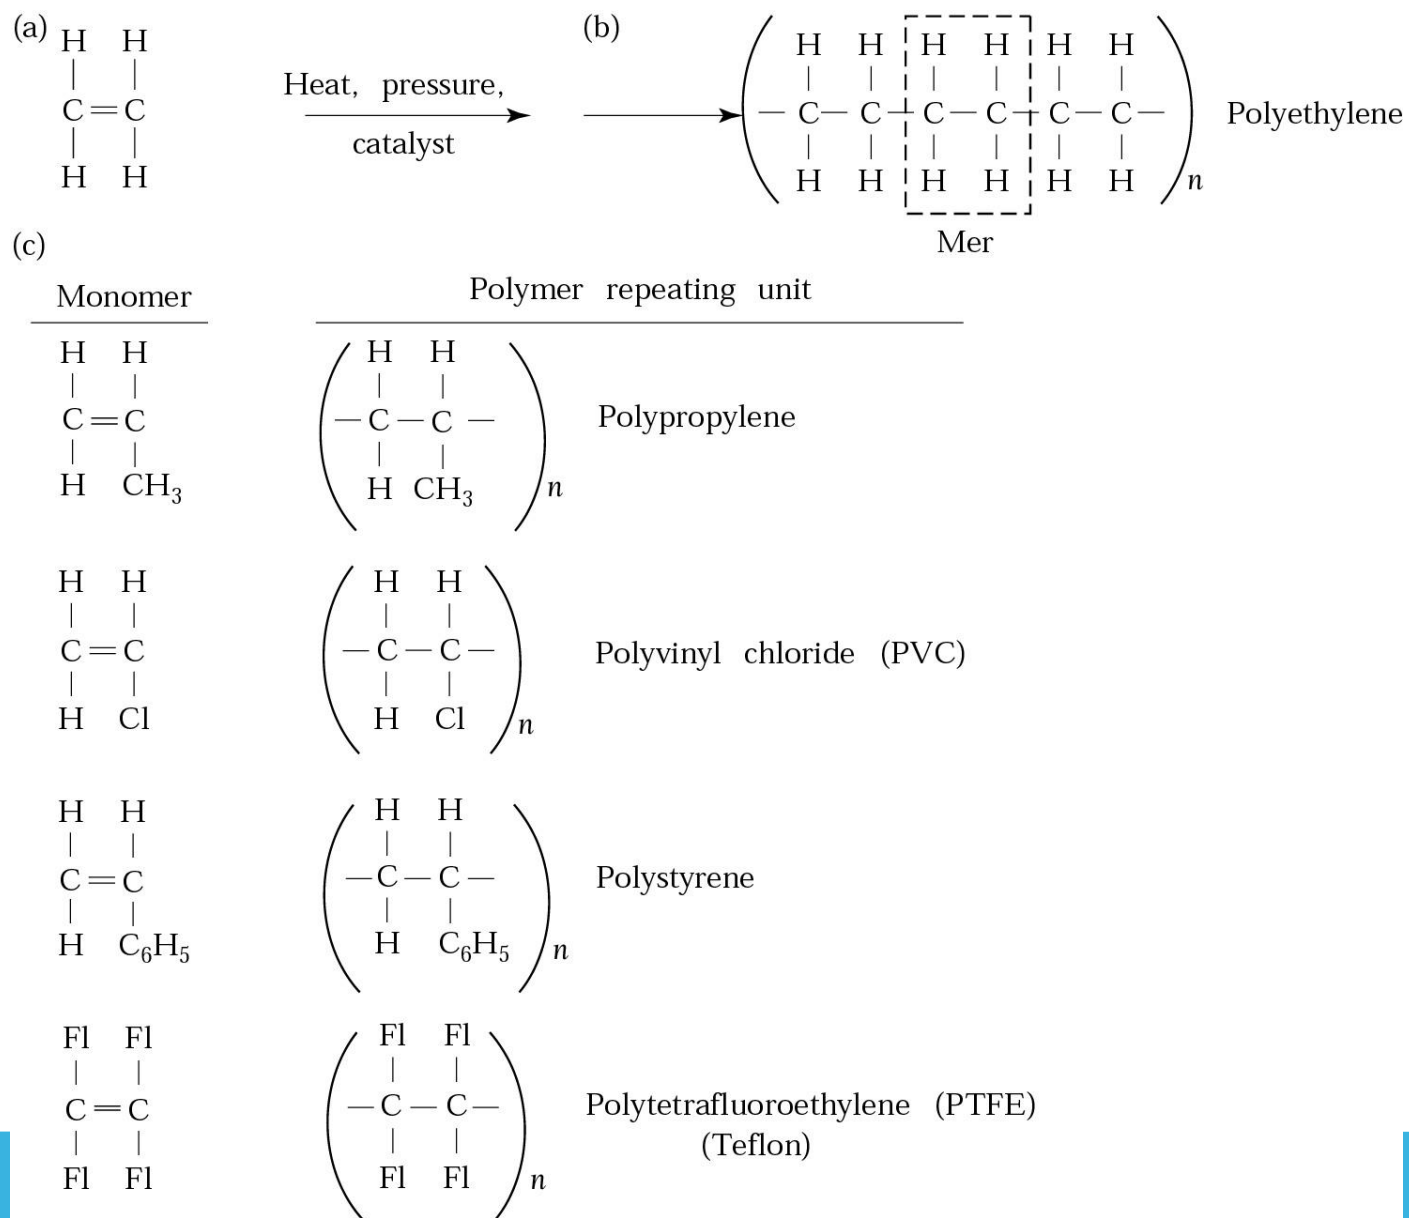 (a) H H (b) H H H H H H
Heat, pressure,
C=C — C — C — C — C — C — C — Polyethylene
catalyst
H H H H H H H H n
Mer
(c)
Monomer Polymer repeating unit
H H H H
C=C — C — C — Polypropylene
H CH3 H CH3 n
H H H H
C=C — C — C — Polyvinyl chloride (PVC)
H Cl H Cl n
H H H H
C=C — C — C — Polystyrene
H C6H5 H C6H5 n
Fl Fl Fl Fl
C=C — C — C — Polytetrafluoroethylene (PTFE)
(Teflon)
Fl Fl Fl Fl n